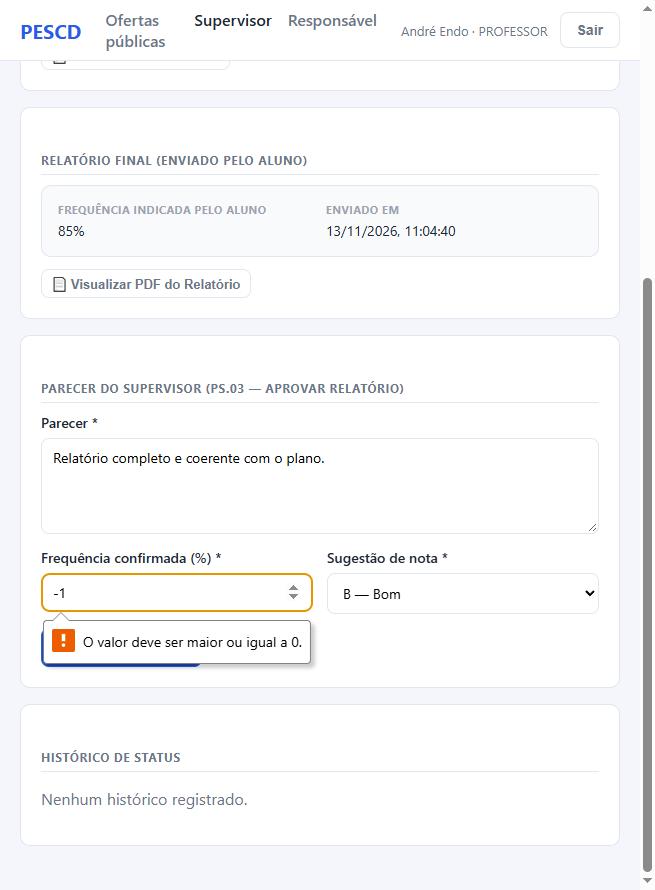 PESCD
Ofertas
públicas
Supervisor
Responsável
André Endo · PROFESSOR
Sair
RELATÓRIO FINAL (ENVIADO PELO ALUNO)
FREQUÊNCIA INDICADA PELO ALUNO
ENVIADO EM
85%
13/11/2026, 11:04:40
Visualizar PDF do Relatório
PARECER DO SUPERVISOR (PS.03 — APROVAR RELATÓRIO)
Parecer *
Relatório completo e coerente com o plano.
Frequência confirmada (%) *
Sugestão de nota *
-1
B — Bom
! O valor deve ser maior ou igual a 0.
HISTÓRICO DE STATUS
Nenhum histórico registrado.